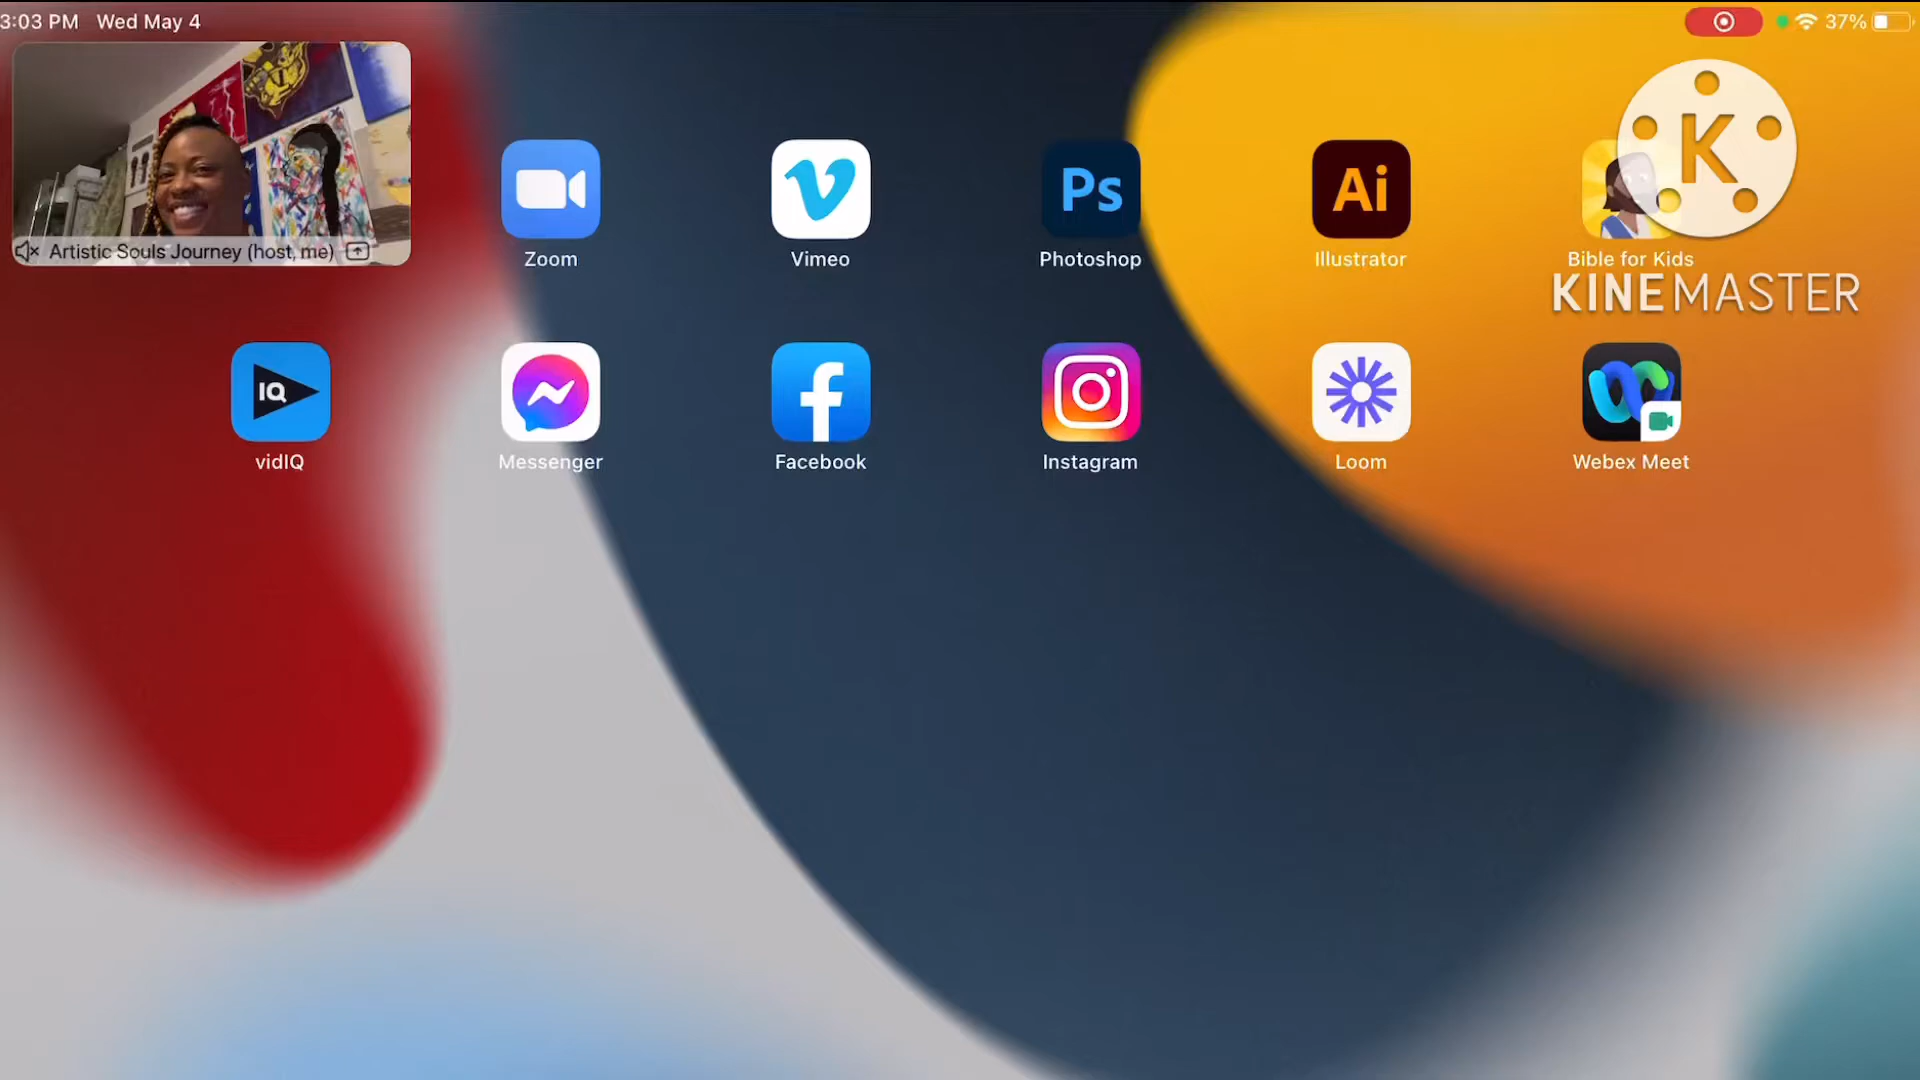 3:03 PM Wed May 4
37%
Artistic Souls Journey (host, me)
Zoom
Vimeo
Ps
Photoshop
Ai
Illustrator
Bible for Kids
K
KINEMASTER
IQ
vidIQ
Messenger
Facebook
Instagram
Loom
Webex Meet